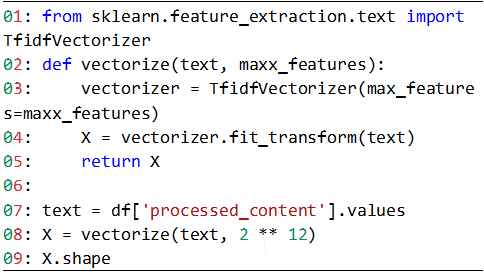 01: from sklearn.feature_extraction.text import
TfidfVectorizer
02: def vectorize(text, maxx_features):
03:     vectorizer = TfidfVectorizer(max_feature
s=maxx_features)
04:     X = vectorizer.fit_transform(text)
05:     return X
06:
07: text = df['processed_content'].values
08: X = vectorize(text, 2 ** 12)
09: X.shape